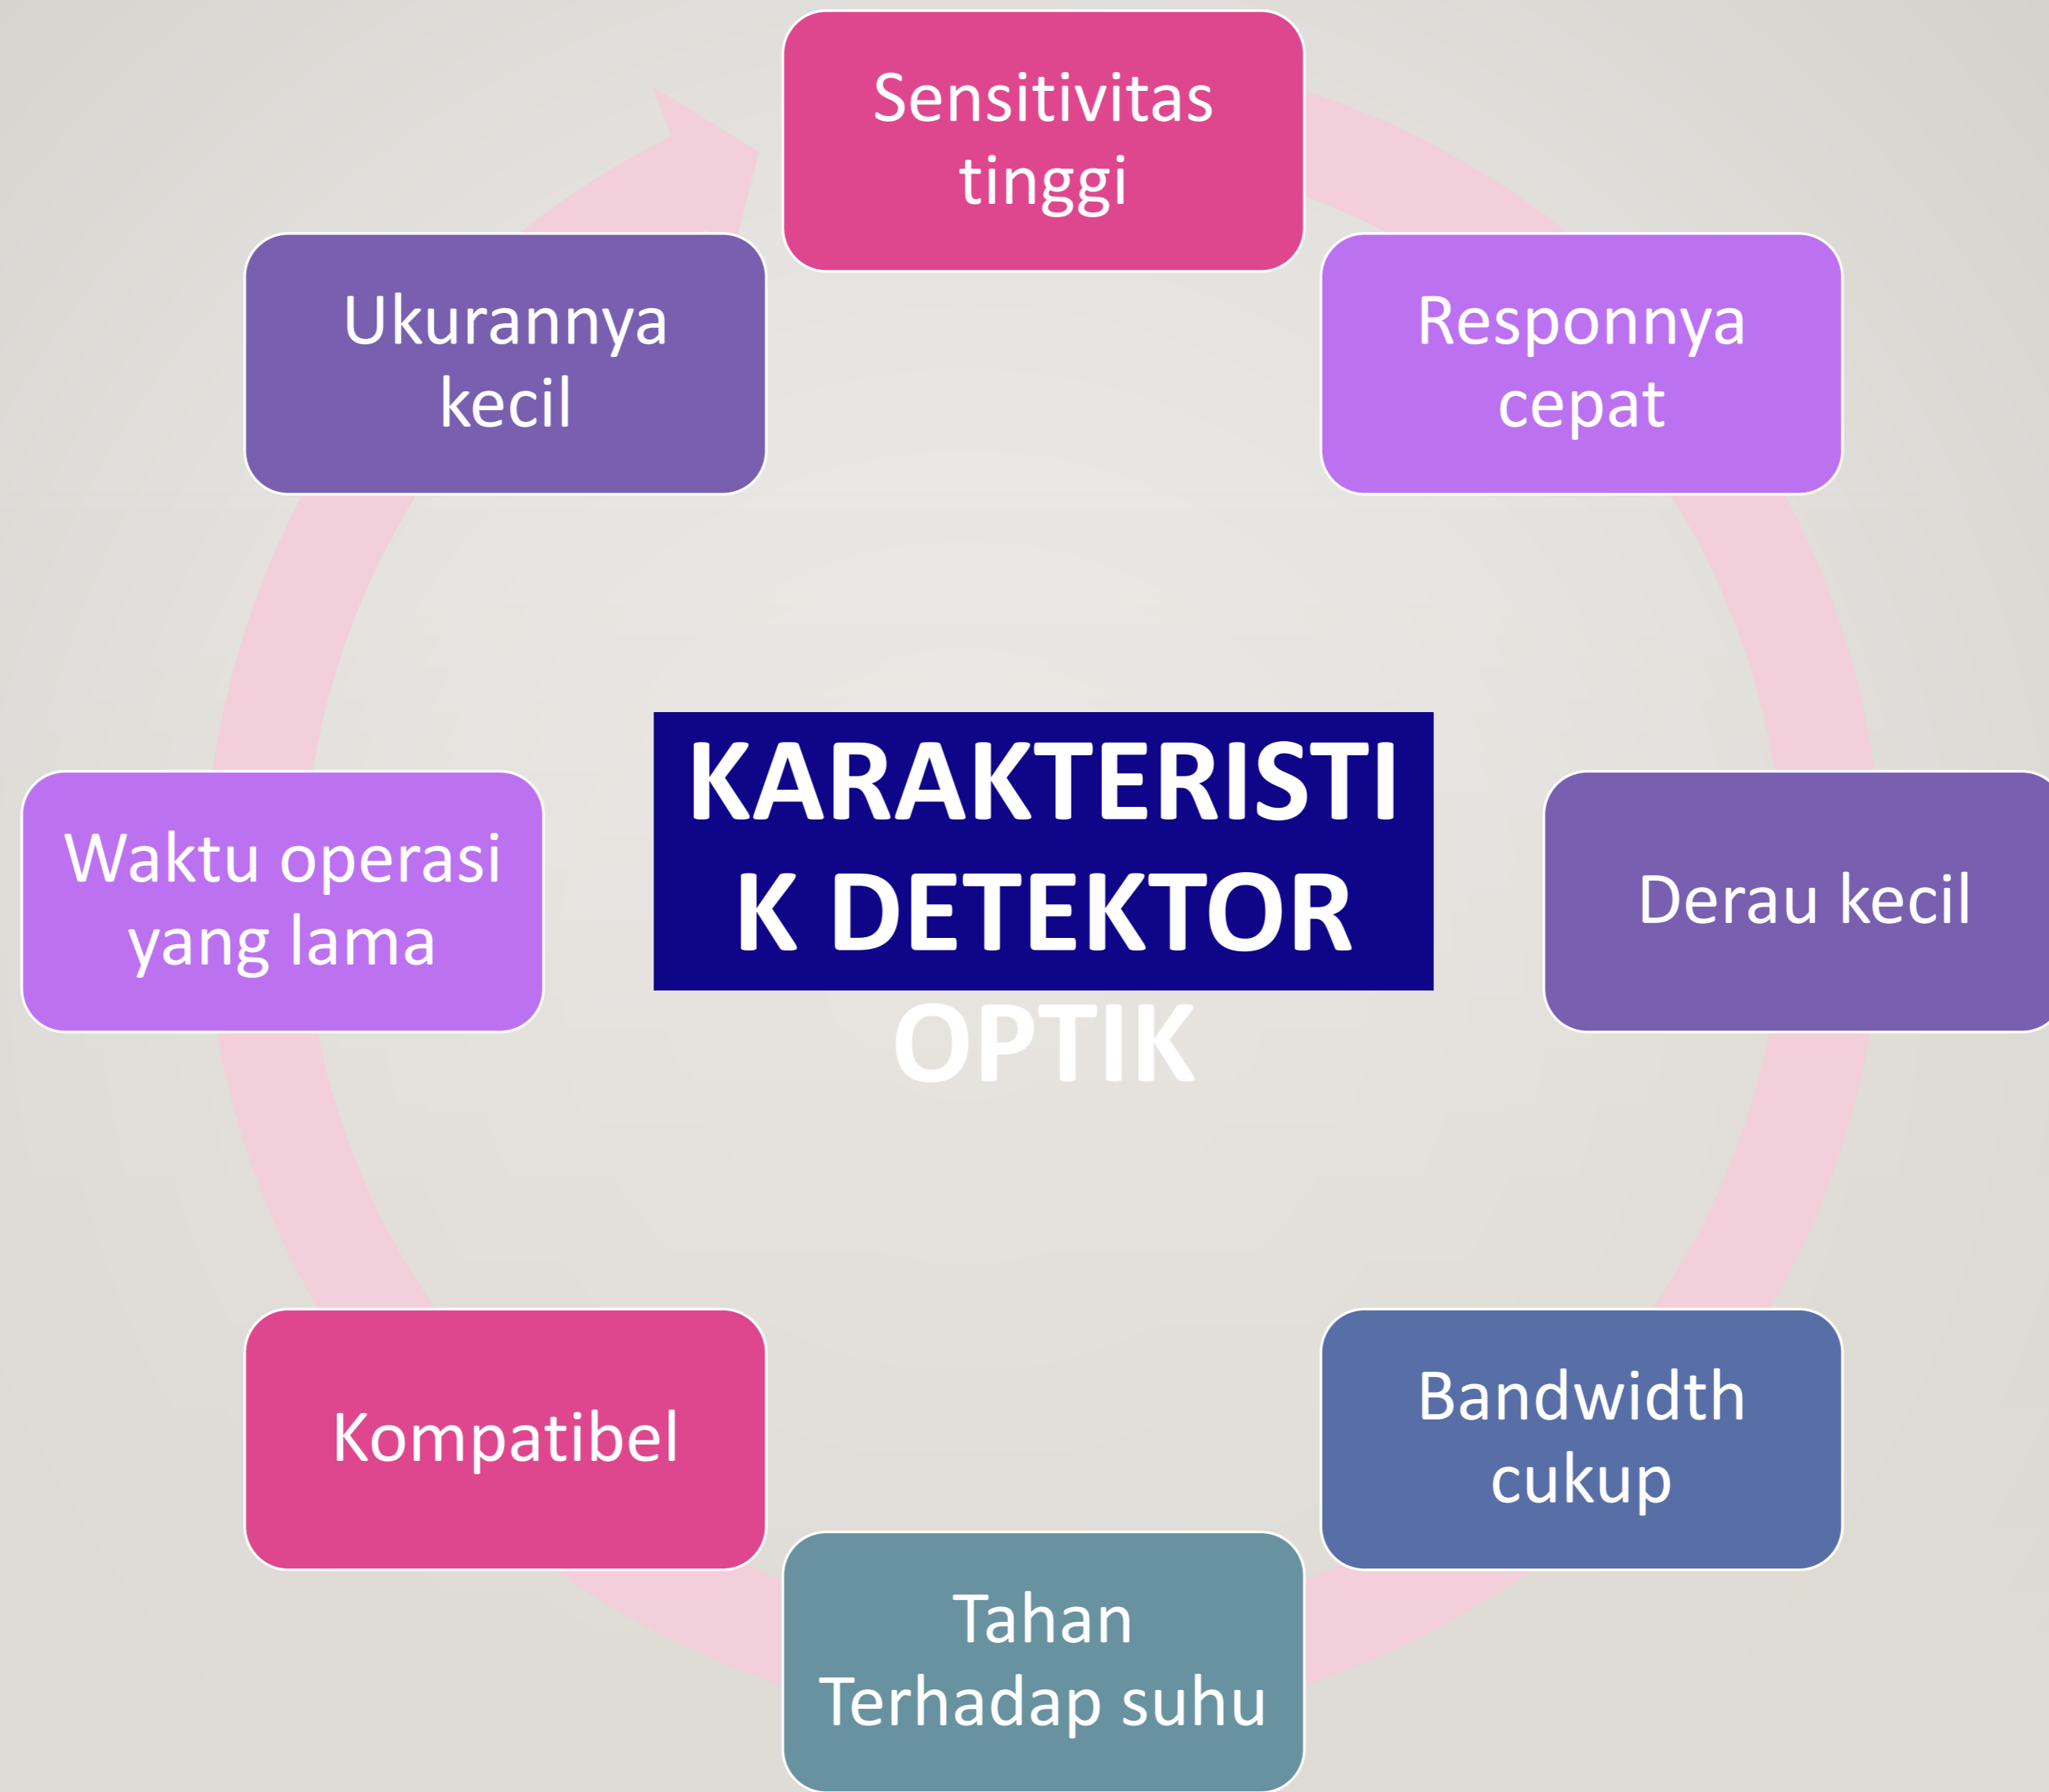 Sensitivitas
tinggi
Responnya
cepat
Derau kecil
Bandwidth
cukup
Tahan
Terhadap suhu
Kompatibel
Waktu operasi
yang lama
Ukurannya
kecil
KARAKTERISTI
K DETEKTOR
OPTIK